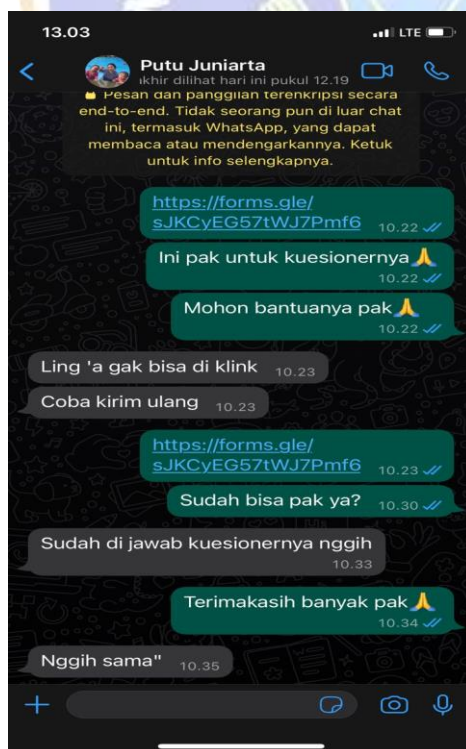 13.03
LTE
Putu Juniarta
khir dilihat hari ini pukul 12.19
Pesan dan panggilan terenkripsi secara
end-to-end. Tidak seorang pun di luar chat
ini, termasuk WhatsApp, yang dapat
membaca atau mendengarkannya. Ketuk
untuk info selengkapnya.
https://forms.gle/
sJKCyEG57tWJ7Pmf6 10.22
Ini pak untuk kuesionernya🙏
10.22
Mohon bantuanya pak🙏
10.22
Ling 'a gak bisa di klink 10.23
Coba kirim ulang 10.23
https://forms.gle/
sJKCyEG57tWJ7Pmf6 10.23
Sudah bisa pak ya? 10.30
Sudah di jawab kuesionernya nggih
10.33
Terimakasih banyak pak🙏
10.34
Nggih sama" 10.35